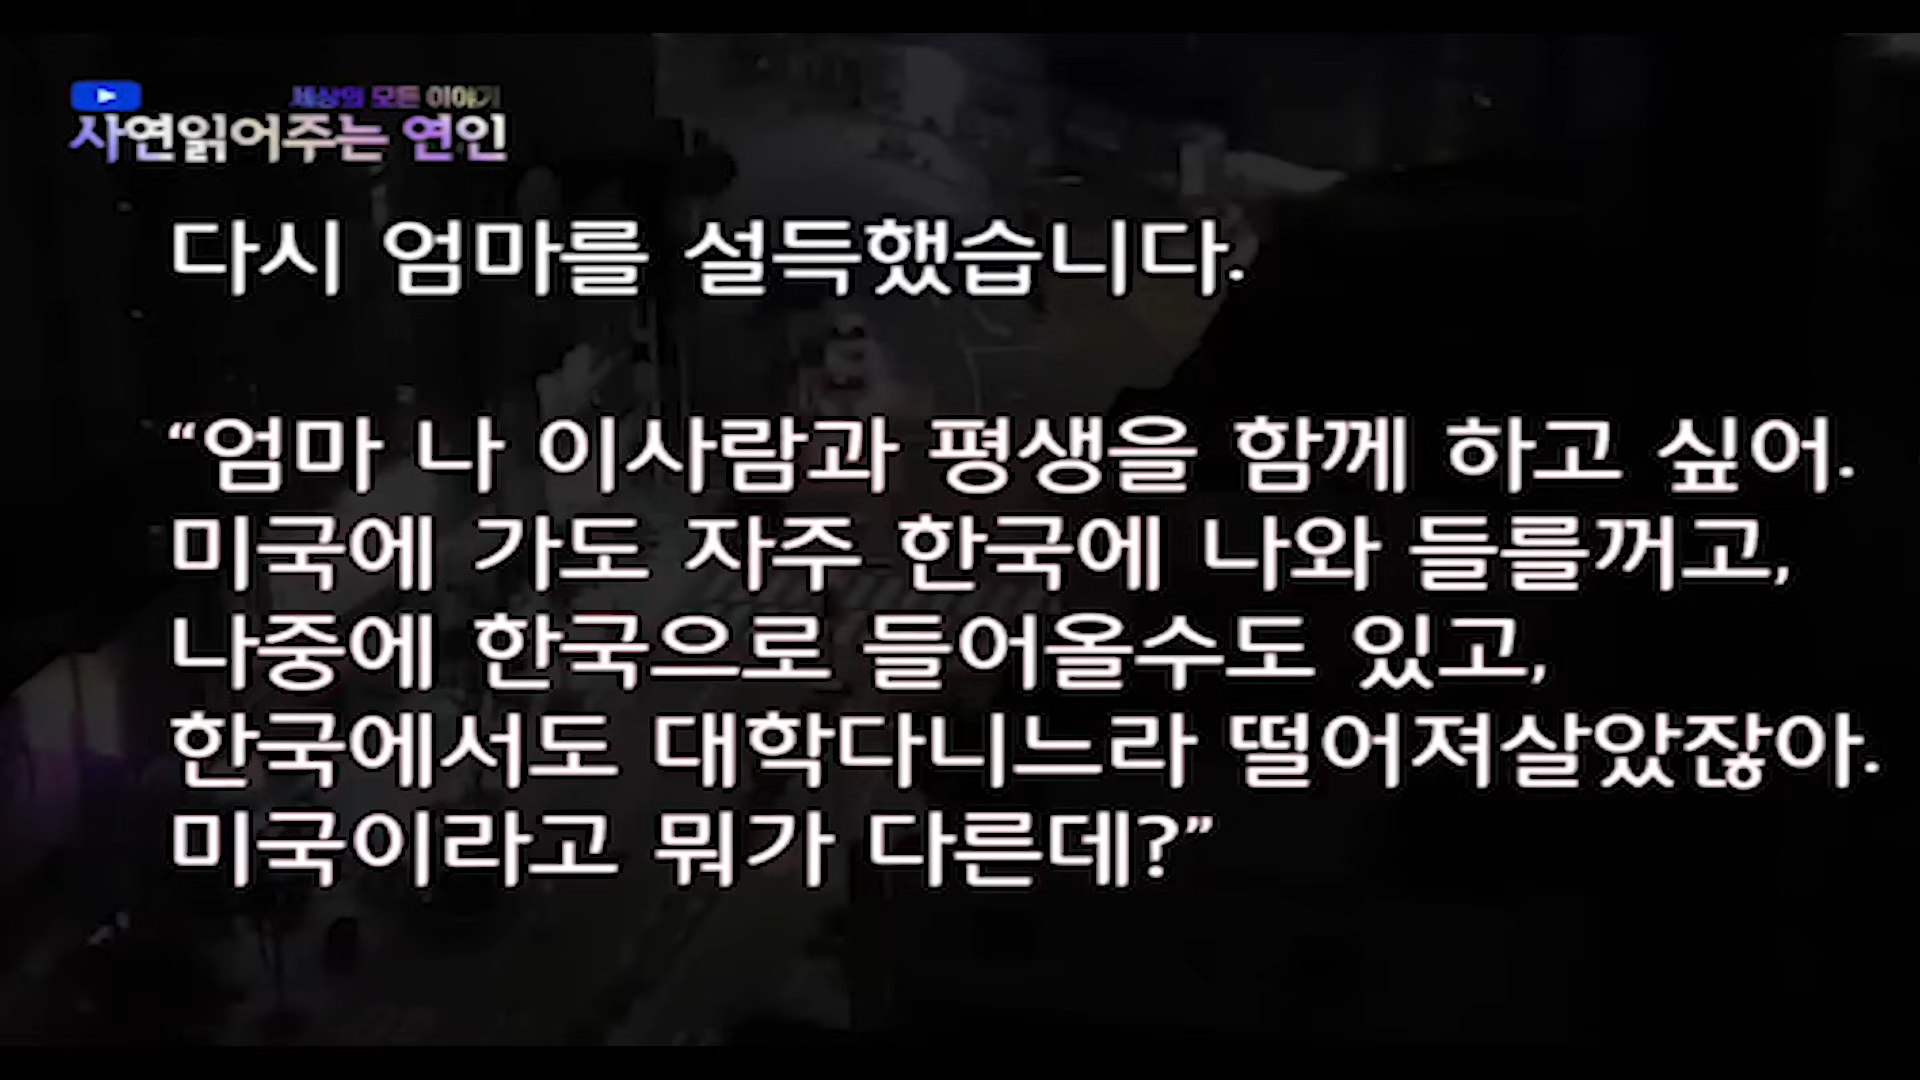 세상의 모든 이야기
사연읽어주는 연인
다시 엄마를 설득했습니다.
“엄마 나 이사람과 평생을 함께 하고 싶어.
미국에 가도 자주 한국에 나와 들를꺼고,
나중에 한국으로 들어올수도 있고,
한국에서도 대학다니느라 떨어져살았잖아.
미국이라고 뭐가 다른데?”